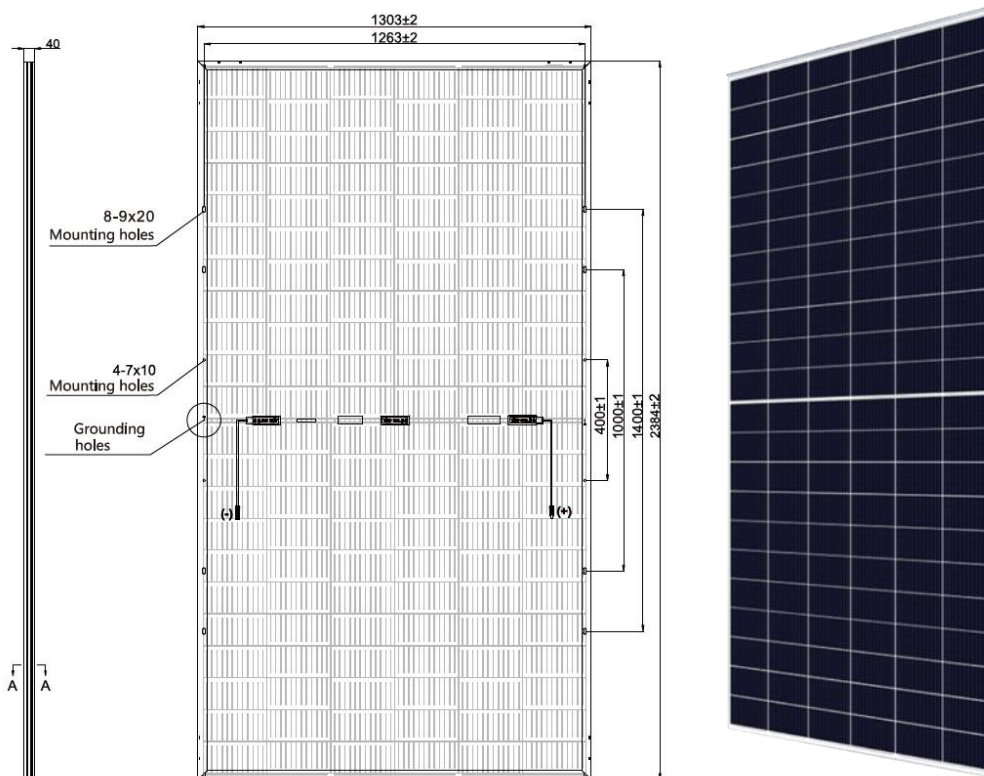 1303±2
1263±2
40
8-9x20
Mounting holes
4-7x10
Mounting holes
Grounding
holes
400±1
1000±1
1400±1
2384±2
(-)
(+)
A
A